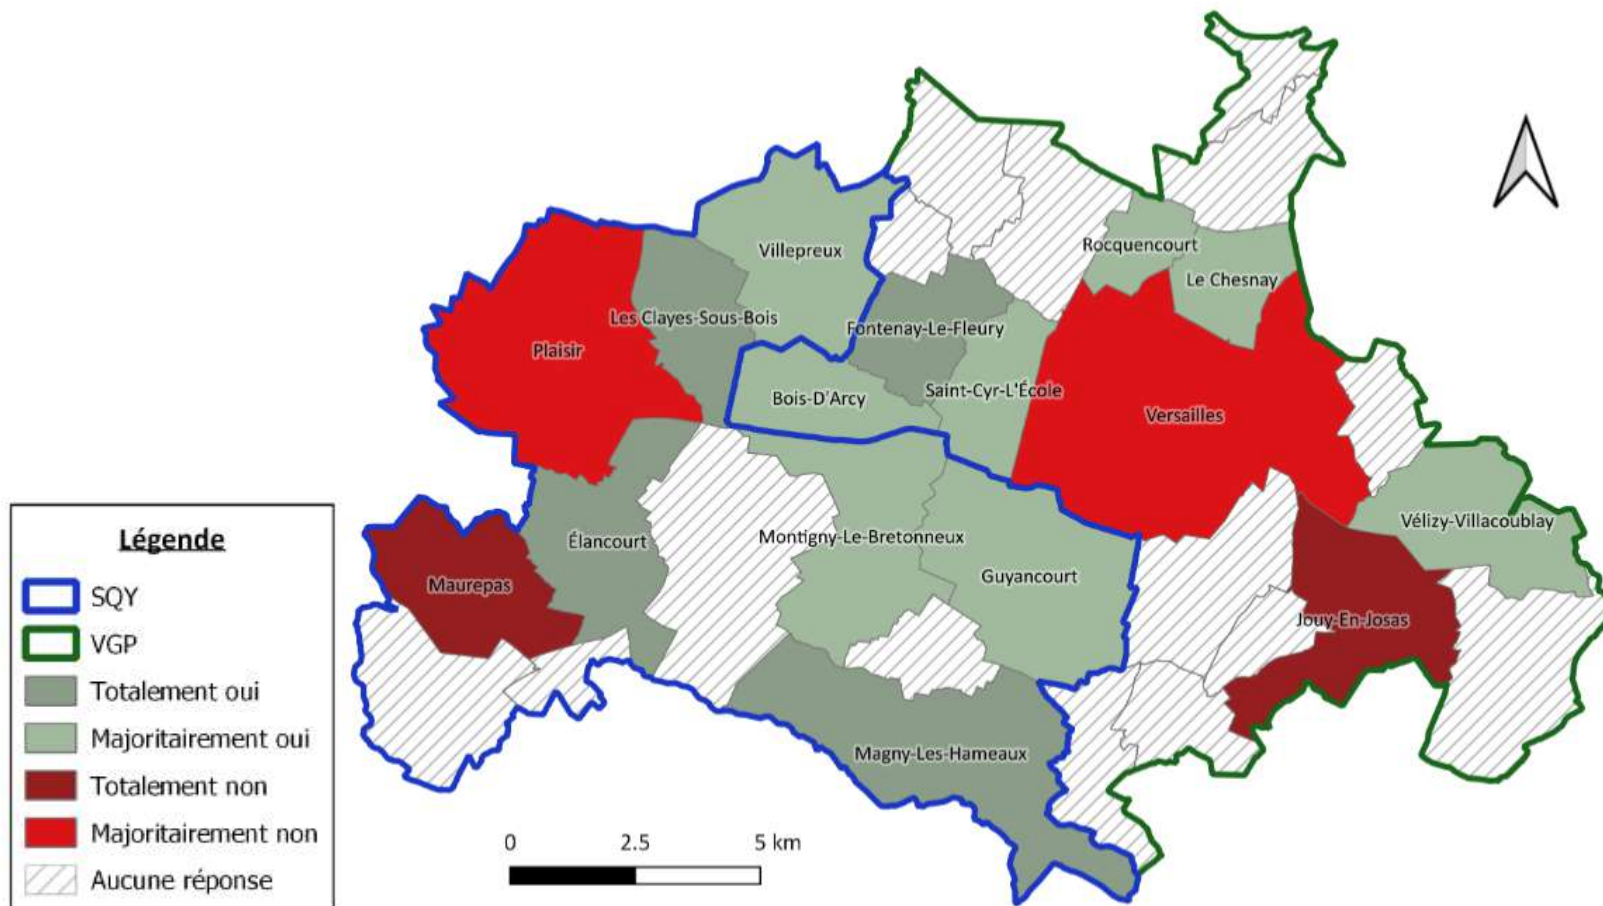 Villepreux
Rocquencourt
Le Chesnay
Les Clayes-Sous-Bois
Fontenay-Le-Fleury
Plaisir
Bois-D'Arcy
Saint-Cyr-L'École
Versailles
Vélizy-Villacoublay
Élancourt
Montigny-Le-Bretonneux
Maurepas
Guyancourt
Jouy-En-Josas
Magny-Les-Hameaux
Légende
SQY
VGP
Totalement oui
Majoritairement oui
Totalement non
Majoritairement non
Aucune réponse
0 2.5 5 km